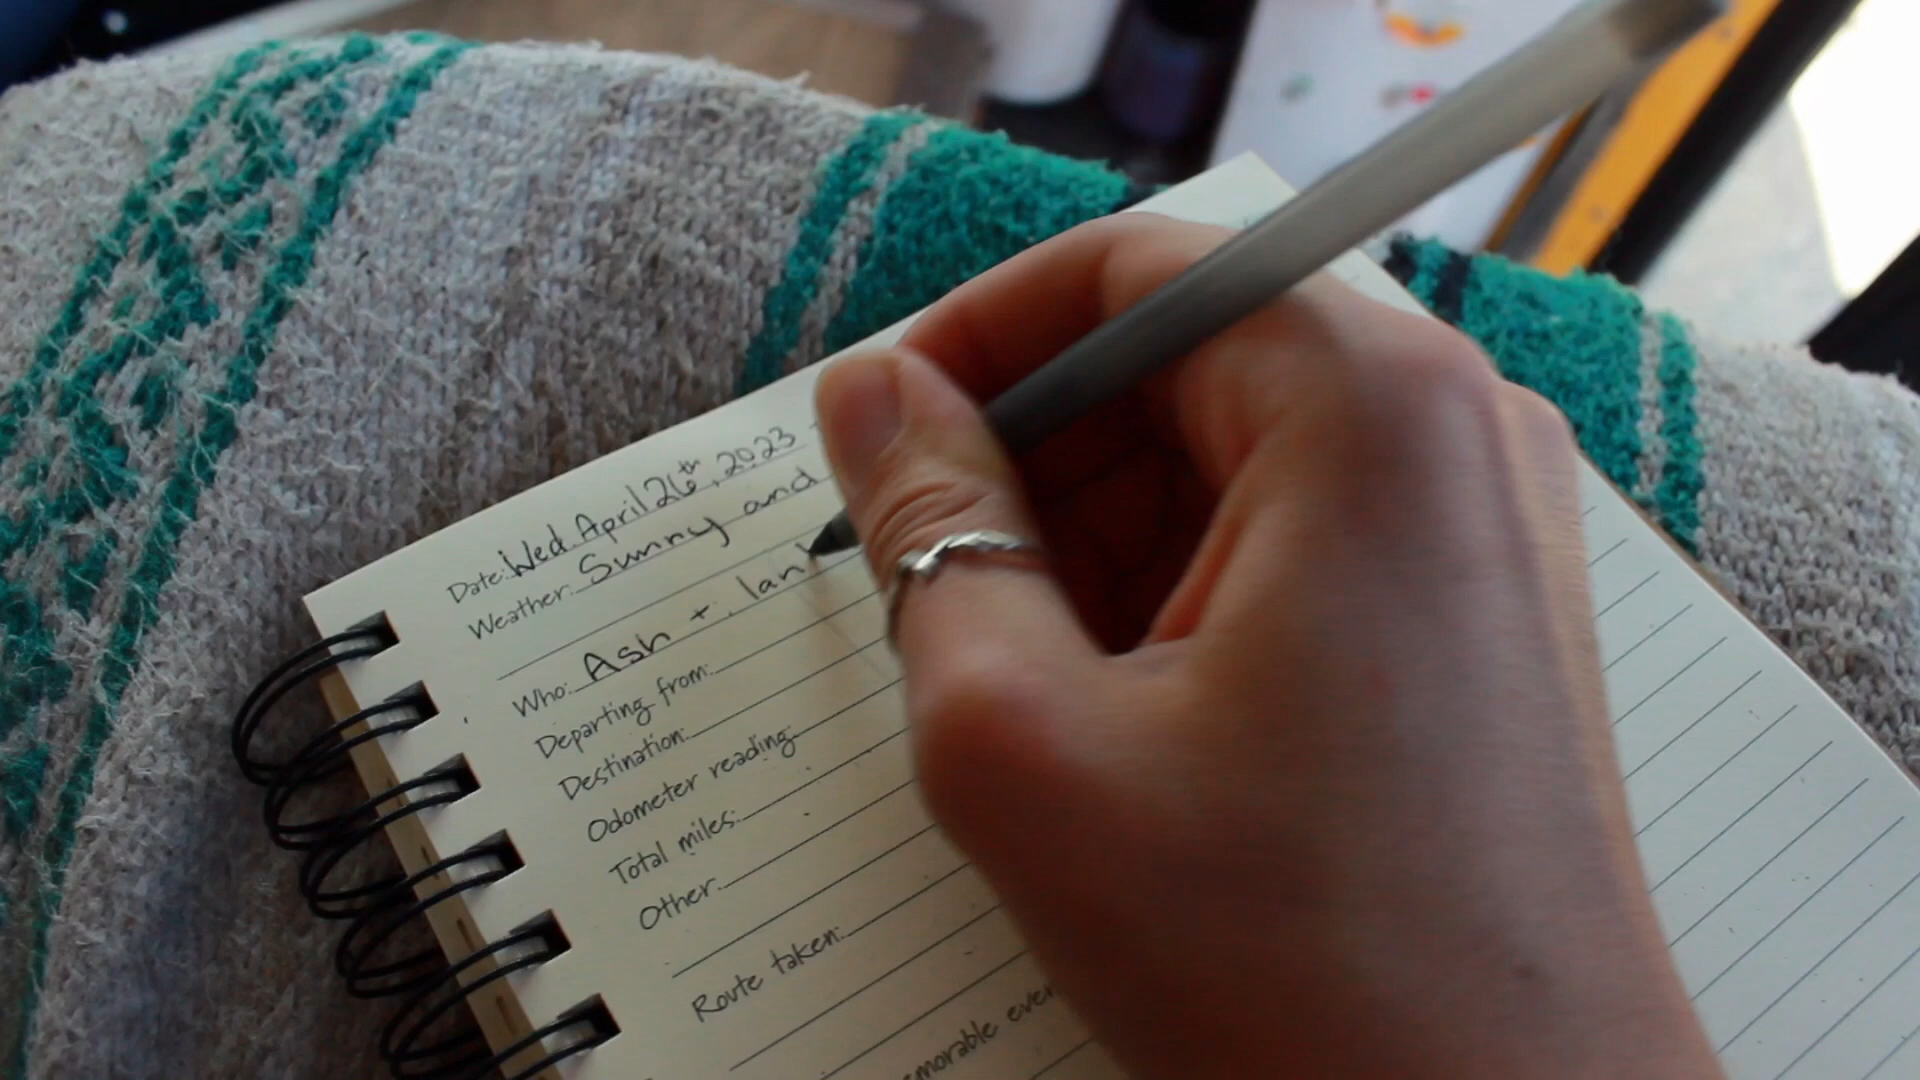 Date: Wed April 26th, 2023
Weather: Sunny and
Who: Ash + Ian
Departing from:
Destination:
Odometer reading:
Total miles:
Other:
Route taken: